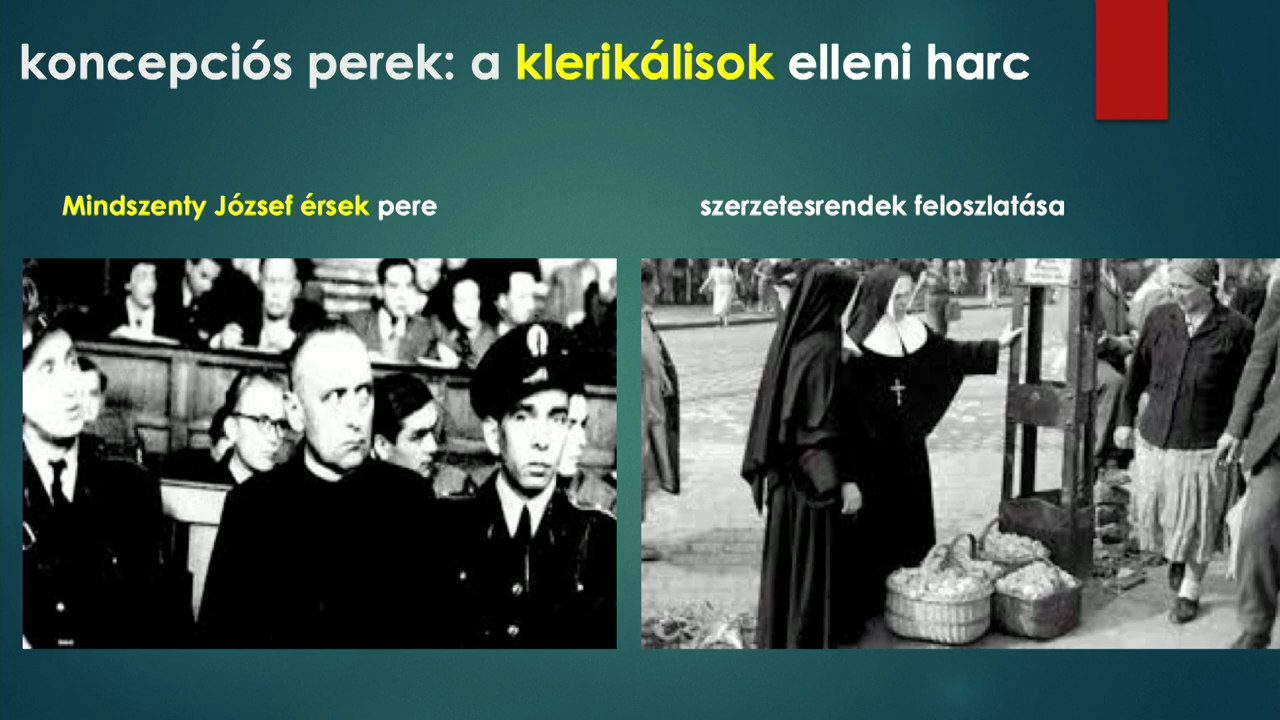 koncepciós perek: a klerikálisok elleni harc
Mindszenty József érsek pere
szerzetesrendek feloszlatása